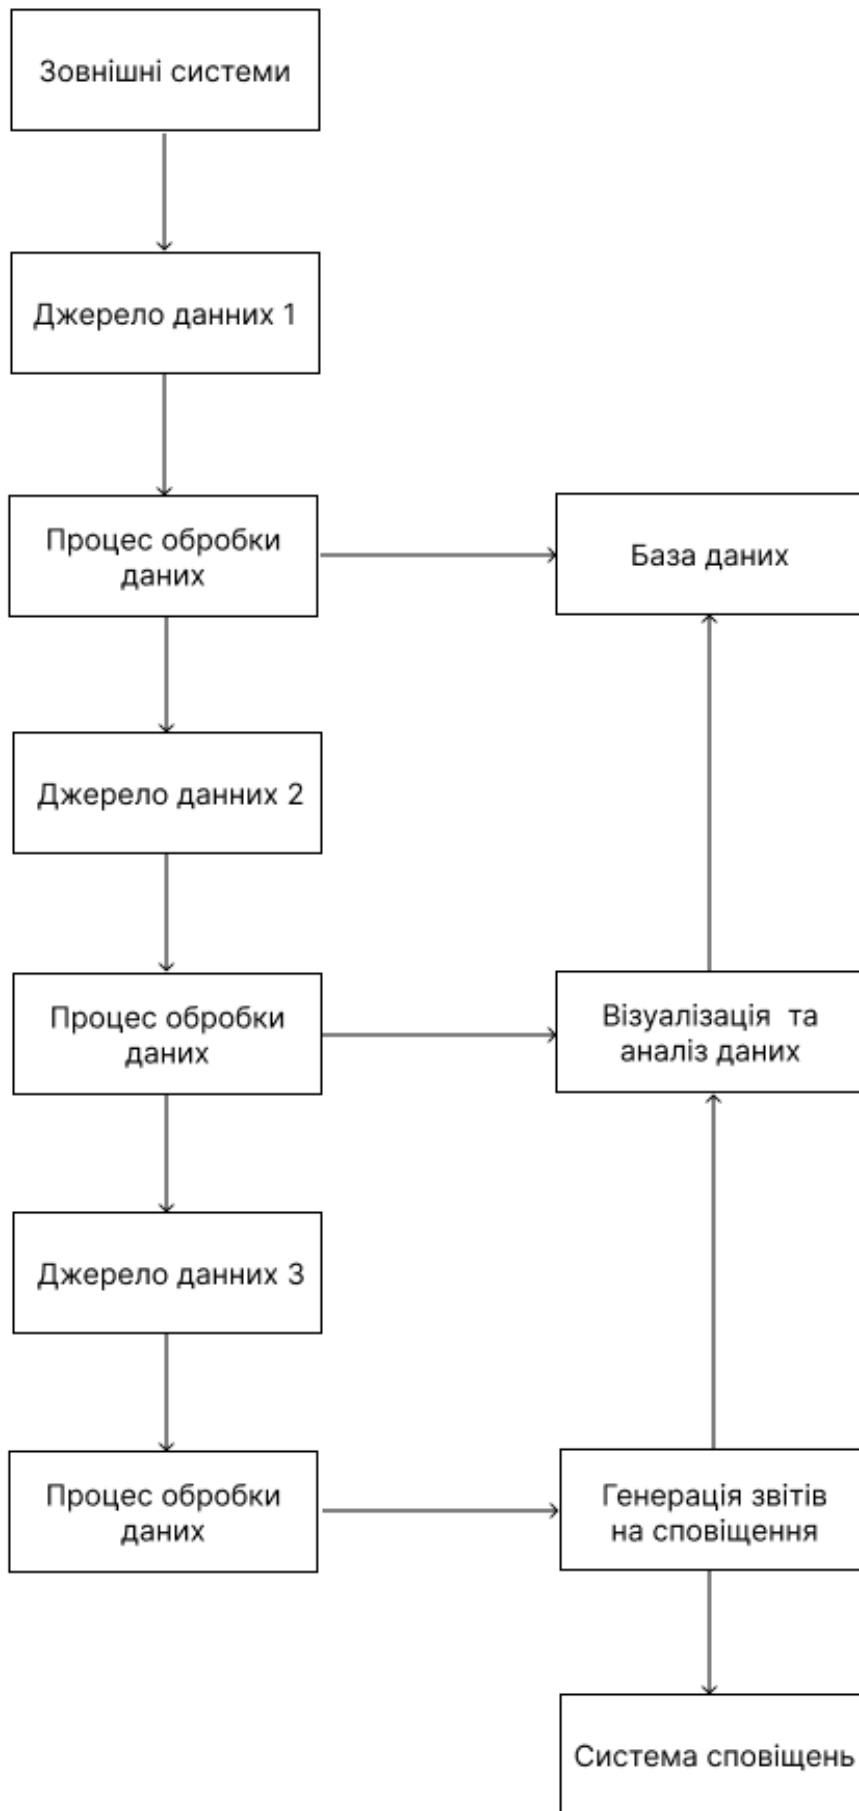 Зовнішні системи
Джерело данних 1
Процес обробки
даних
База даних
Джерело данних 2
Процес обробки
даних
Візуалізація та
аналіз даних
Джерело данних 3
Процес обробки
даних
Генерація звітів
на сповіщення
Система сповіщень